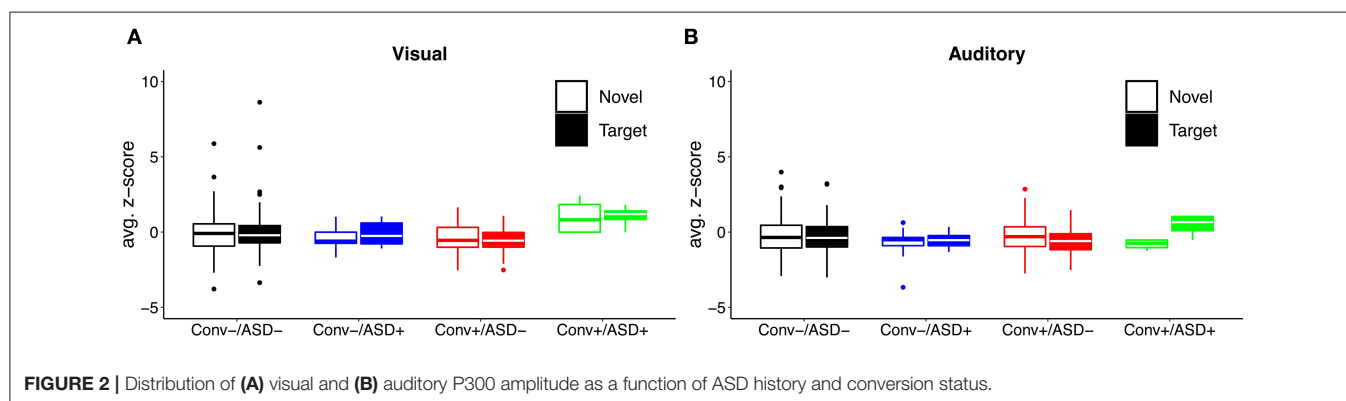 A
Visual
avg. z−score
10
5
0
−5
Novel
Target
Conv−/ASD−
Conv−/ASD+
Conv+/ASD−
Conv+/ASD+
B
Auditory
avg. z−score
10
5
0
−5
Novel
Target
Conv−/ASD−
Conv−/ASD+
Conv+/ASD−
Conv+/ASD+
FIGURE 2 | Distribution of (A) visual and (B) auditory P300 amplitude as a function of ASD history and conversion status.